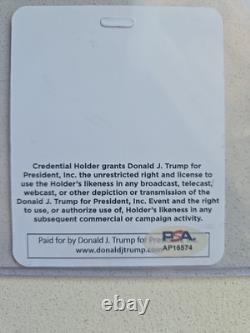 Credential Holder grants Donald J. Trump for
President, Inc. the unrestricted right and license to
use the Holder's likeness in any broadcast, telecast,
webcast, or other depiction or transmission of the
Donald J. Trump for President, Inc. Event and the right
to use, or authorize use of, Holder's likeness in any
subsequent commercial or campaign activity.
Paid for by Donald J. Trump for
www.donaldjtrump.com
PSA
AP16574
© ebay